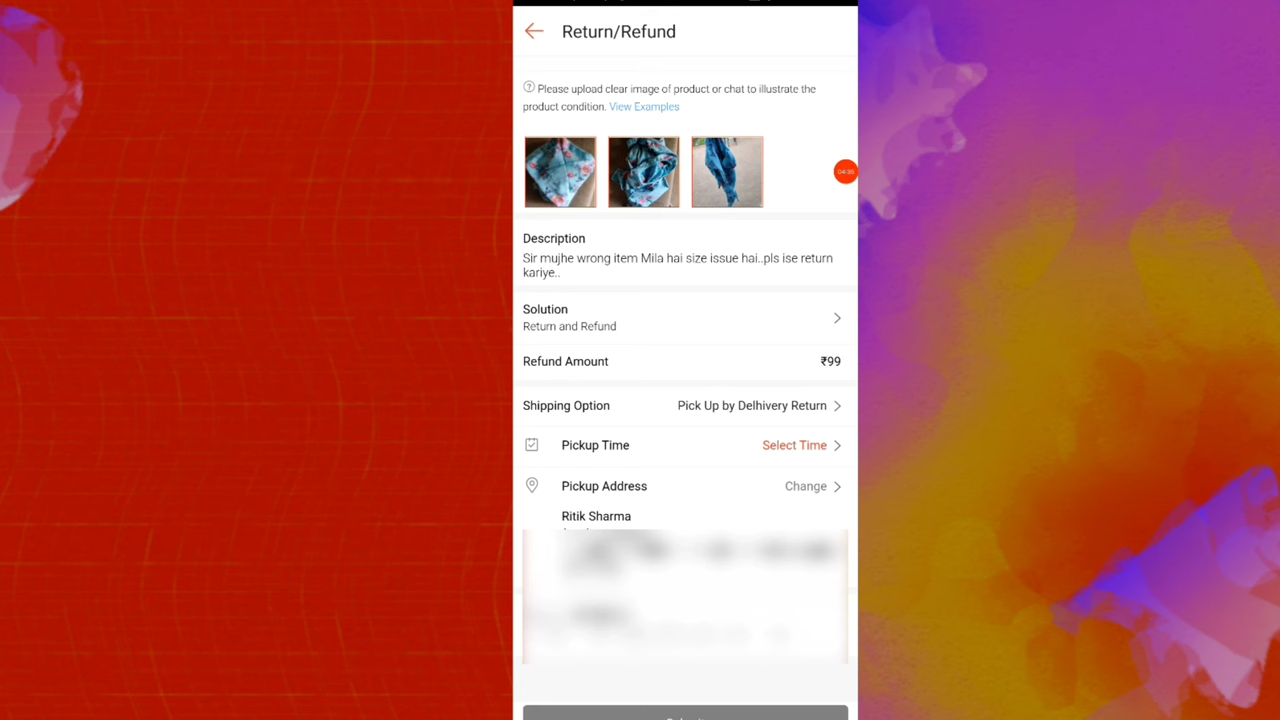 Return/Refund
Please upload clear image of product or chat to illustrate the
product condition. View Examples
04:35
Description
Sir mujhe wrong item Mila hai size issue hai..pls ise return
kariye..
Solution
Return and Refund
Refund Amount ₹99
Shipping Option Pick Up by Delhivery Return
Pickup Time Select Time
Pickup Address Change
Ritik Sharma